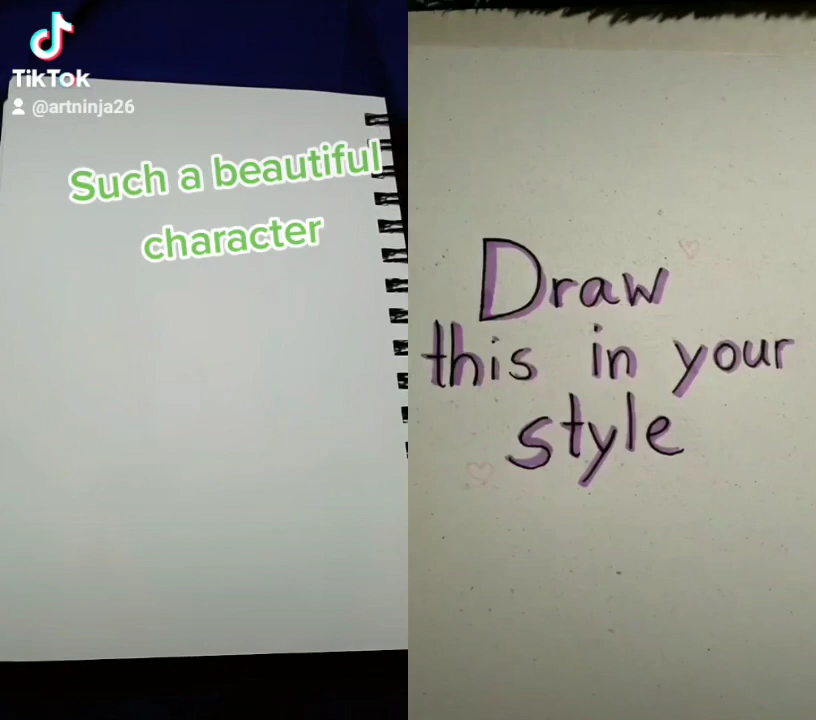 TikTok
@artninja26
Such a beautiful
character
Draw
this in your
style